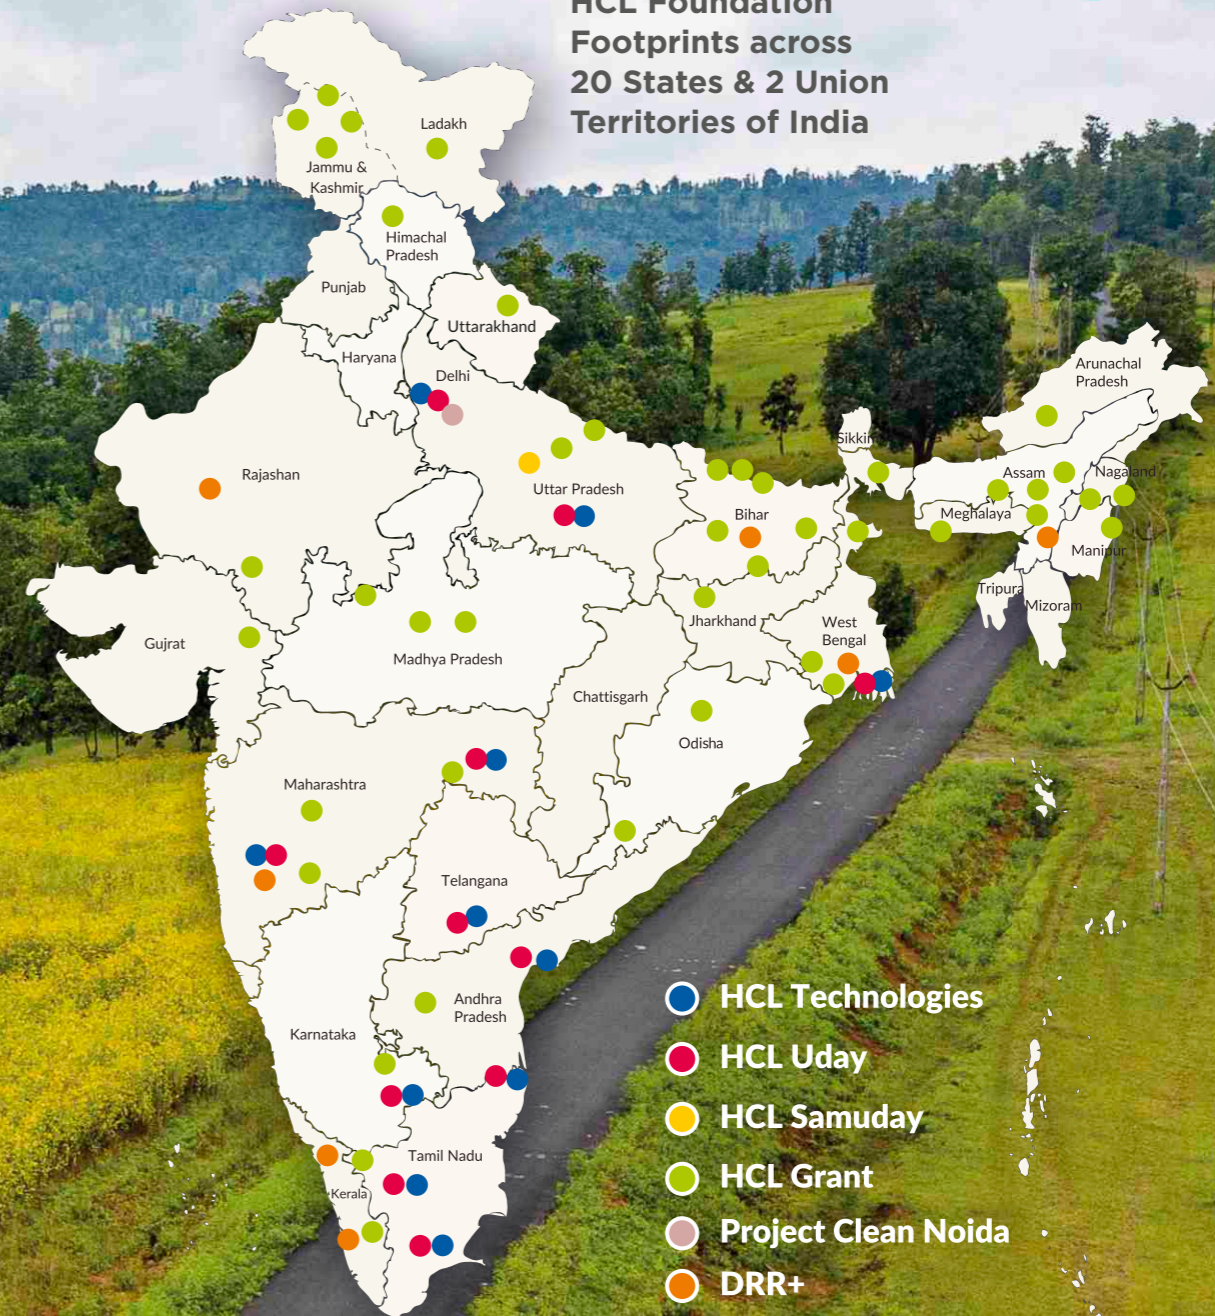 HCL Foundation
Footprints across
20 States & 2 Union
Territories of India
Ladakh
Jammu &
Kashmir
Himachal
Pradesh
Punjab
Uttarakhand
Haryana
Delhi
Arunachal
Pradesh
Sikkim
Rajashan
Uttar Pradesh
Assam
Nagaland
Bihar
Meghalaya
Manipur
Tripura
Mizoram
Gujrat
Jharkhand
West
Bengal
Madhya Pradesh
Chattisgarh
Odisha
Maharashtra
Telangana
Andhra
Pradesh
Karnataka
Tamil Nadu
Kerala
HCL Technologies
HCL Uday
HCL Samuday
HCL Grant
Project Clean Noida
DRR+